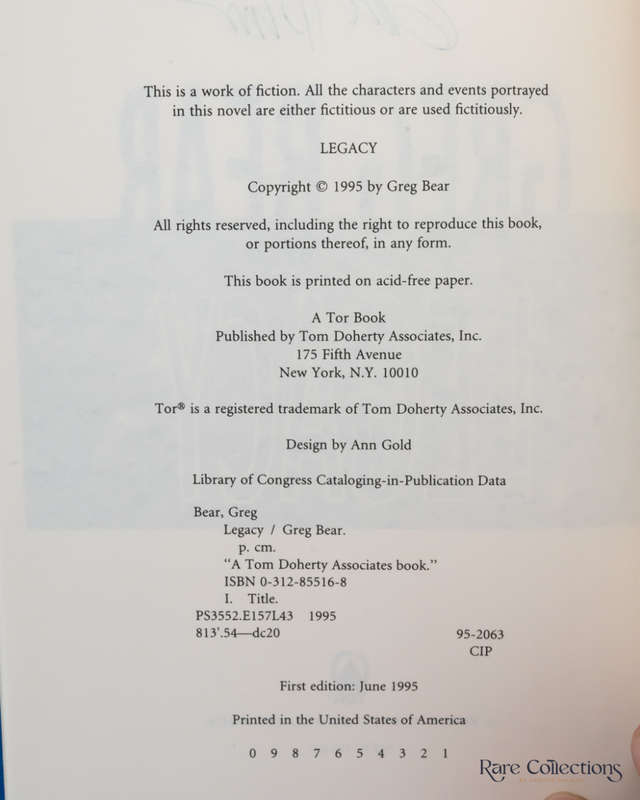 This is a work of fiction. All the characters and events portrayed
in this novel are either fictitious or are used fictitiously.
LEGACY
Copyright © 1995 by Greg Bear
All rights reserved, including the right to reproduce this book,
or portions thereof, in any form.
This book is printed on acid-free paper.
A Tor Book
Published by Tom Doherty Associates, Inc.
175 Fifth Avenue
New York, N.Y. 10010
Tor® is a registered trademark of Tom Doherty Associates, Inc.
Design by Ann Gold
Library of Congress Cataloging-in-Publication Data
Bear, Greg
Legacy / Greg Bear.
p. cm.
“A Tom Doherty Associates book.”
ISBN 0-312-85516-8
I. Title.
PS3552.E157L43 1995
813'.54—dc20 95-2063
CIP
First edition: June 1995
Printed in the United States of America
0 9 8 7 6 5 4 3 2 1
Rare Collections